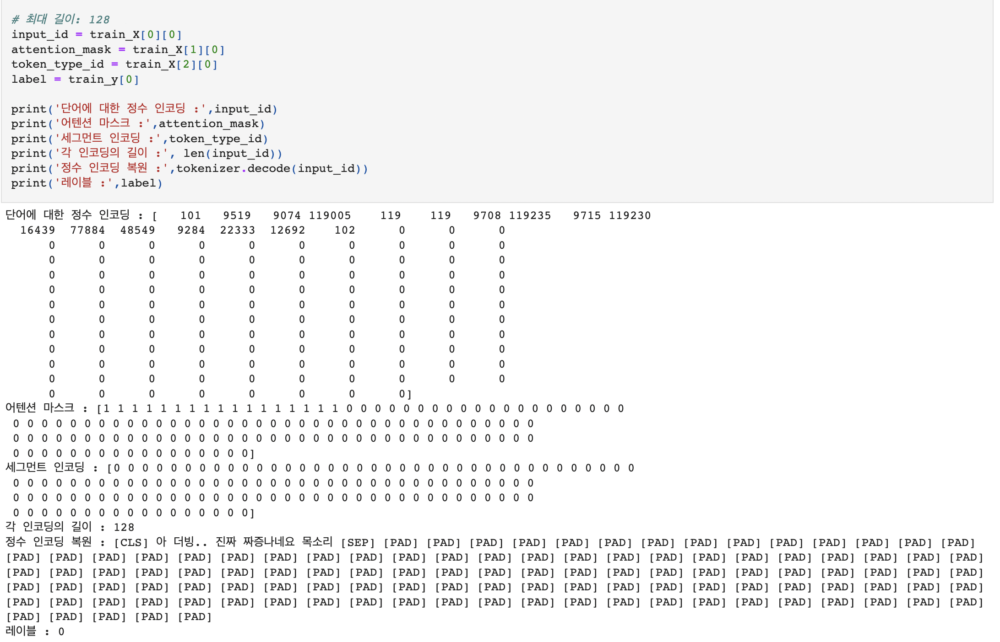 # 최대 길이: 128
input_id = train_X[0][0]
attention_mask = train_X[1][0]
token_type_id = train_X[2][0]
label = train_y[0]
print('단어에 대한 정수 인코딩 :',input_id)
print('어텐션 마스크 :',attention_mask)
print('세그먼트 인코딩 :',token_type_id)
print('각 인코딩의 길이 :', len(input_id))
print('정수 인코딩 복원 :',tokenizer.decode(input_id))
print('레이블 :',label)
단어에 대한 정수 인코딩 : [ 101 9519 9074 119005 119 119 9708 119235 9715 119230
16439 77884 48549 9284 22333 12692 102 0 0 0
0 0 0 0 0 0 0 0 0 0
0 0 0 0 0 0 0 0 0 0
0 0 0 0 0 0 0 0 0 0
0 0 0 0 0 0 0 0 0 0
0 0 0 0 0 0 0 0 0 0
0 0 0 0 0 0 0 0 0 0
0 0 0 0 0 0 0 0 0 0
0 0 0 0 0 0 0 0 0 0
0 0 0 0 0 0 0 0 0 0
0 0 0 0 0 0 0 0 0 0
0 0 0 0 0 0 0 0]
어텐션 마스크 : [1 1 1 1 1 1 1 1 1 1 1 1 1 1 1 1 1 0 0 0 0 0 0 0 0 0 0 0 0 0 0 0 0 0 0 0 0
0 0 0 0 0 0 0 0 0 0 0 0 0 0 0 0 0 0 0 0 0 0 0 0 0 0 0 0 0 0 0 0 0 0 0 0 0
0 0 0 0 0 0 0 0 0 0 0 0 0 0 0 0 0 0 0 0 0 0 0 0 0 0 0 0 0 0 0 0 0 0 0 0 0
0 0 0 0 0 0 0 0 0 0 0 0 0 0 0 0 0]
세그먼트 인코딩 : [0 0 0 0 0 0 0 0 0 0 0 0 0 0 0 0 0 0 0 0 0 0 0 0 0 0 0 0 0 0 0 0 0 0 0 0 0
0 0 0 0 0 0 0 0 0 0 0 0 0 0 0 0 0 0 0 0 0 0 0 0 0 0 0 0 0 0 0 0 0 0 0 0 0
0 0 0 0 0 0 0 0 0 0 0 0 0 0 0 0 0 0 0 0 0 0 0 0 0 0 0 0 0 0 0 0 0 0 0 0 0
0 0 0 0 0 0 0 0 0 0 0 0 0 0 0 0 0]
각 인코딩의 길이 : 128
정수 인코딩 복원 : [CLS] 아 더빙.. 진짜 짜증나네요 목소리 [SEP] [PAD] [PAD] [PAD] [PAD] [PAD] [PAD] [PAD] [PAD] [PAD] [PAD] [PAD] [PAD] [PAD] [PAD]
[PAD] [PAD] [PAD] [PAD] [PAD] [PAD] [PAD] [PAD] [PAD] [PAD] [PAD] [PAD] [PAD] [PAD] [PAD] [PAD] [PAD] [PAD] [PAD] [PAD] [PAD] [PAD] [PAD]
[PAD] [PAD] [PAD] [PAD] [PAD] [PAD] [PAD] [PAD] [PAD] [PAD] [PAD] [PAD] [PAD] [PAD] [PAD] [PAD] [PAD] [PAD] [PAD] [PAD] [PAD] [PAD] [PAD]
[PAD] [PAD] [PAD] [PAD] [PAD] [PAD] [PAD] [PAD] [PAD] [PAD] [PAD] [PAD] [PAD] [PAD] [PAD] [PAD] [PAD] [PAD] [PAD] [PAD] [PAD] [PAD] [PAD]
[PAD] [PAD] [PAD] [PAD] [PAD] [PAD] [PAD] [PAD] [PAD] [PAD] [PAD] [PAD] [PAD] [PAD] [PAD] [PAD] [PAD] [PAD] [PAD] [PAD] [PAD] [PAD] [PAD]
[PAD] [PAD] [PAD] [PAD] [PAD]
레이블 : 0